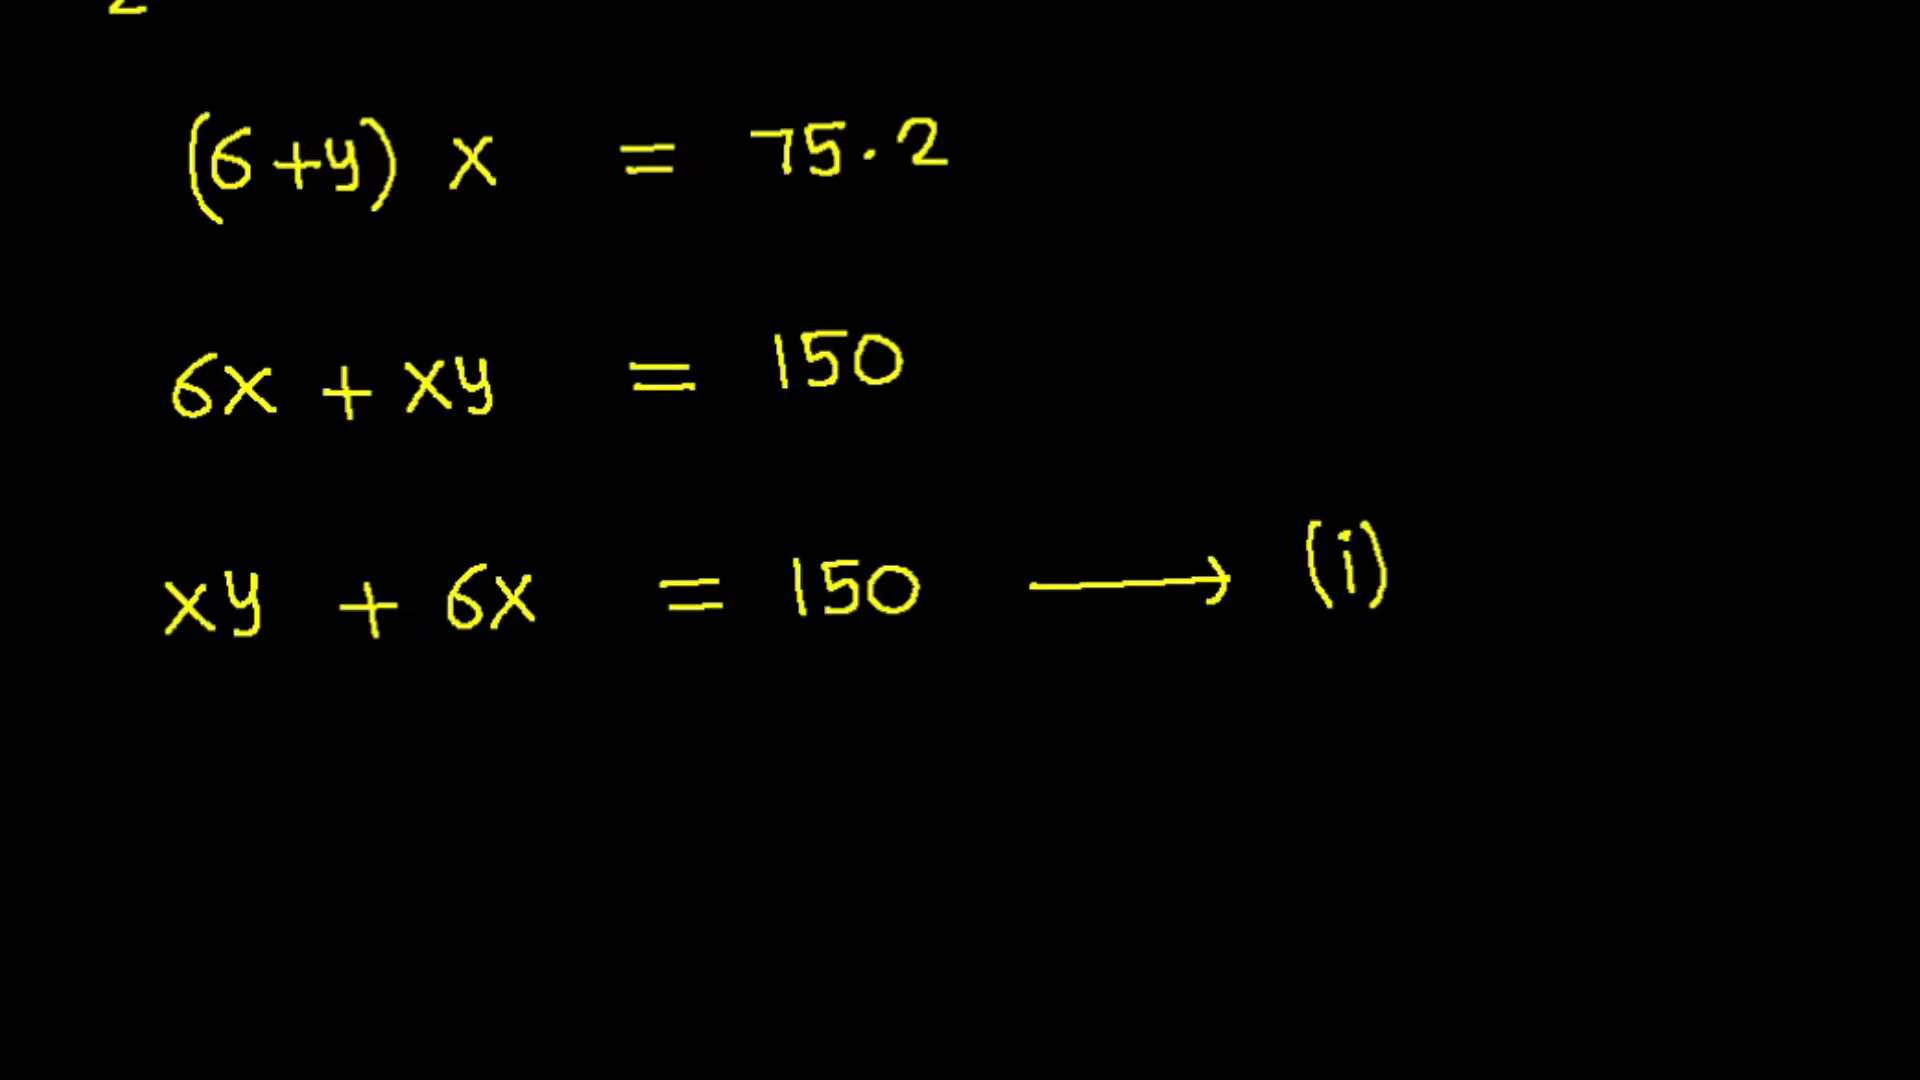 (6+y) x = 75.2
6x + xy = 150
xy + 6x = 150 ⟶ (i)